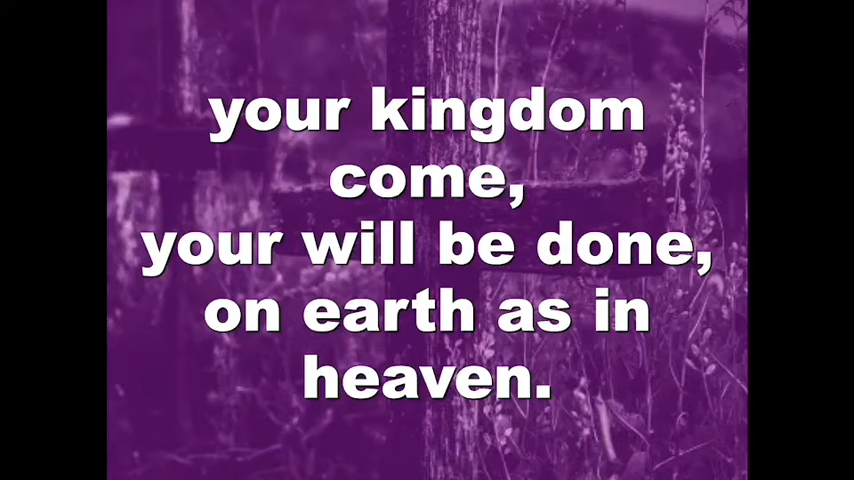 your kingdom
come,
your will be done,
on earth as in
heaven.